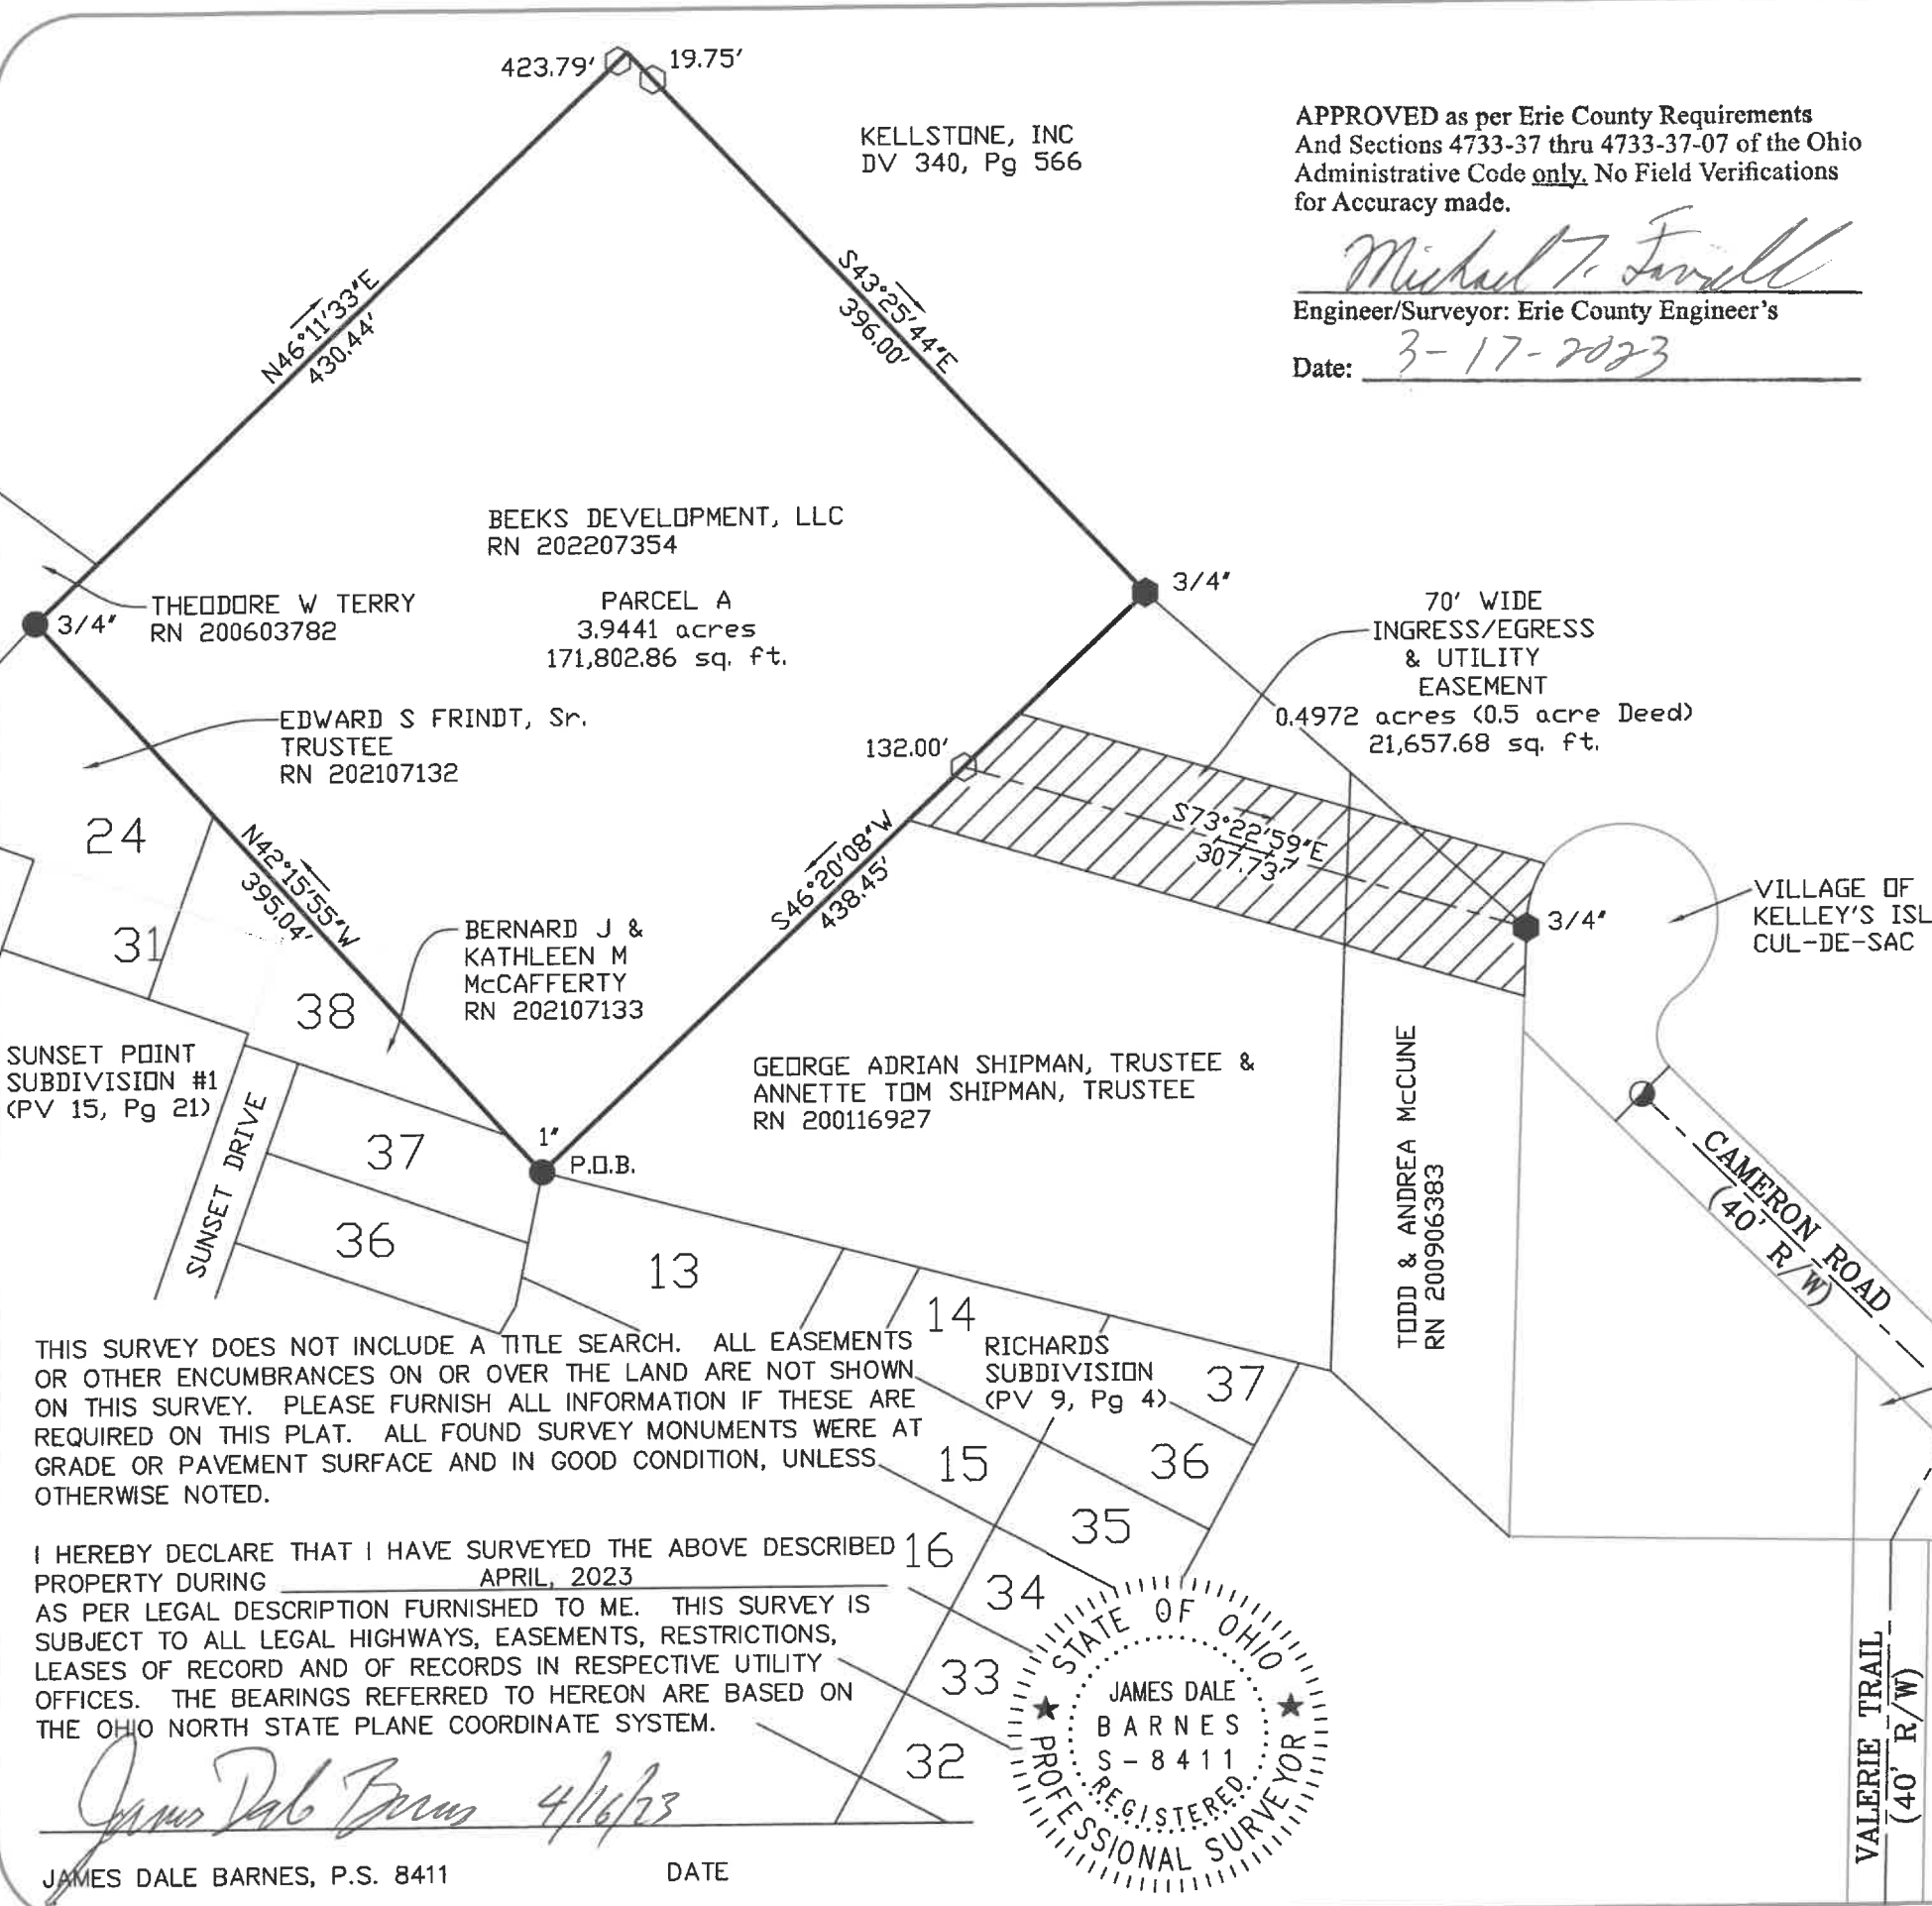 423.79'
19.75'
KELLSTONE, INC
DV 340, Pg 566
APPROVED as per Erie County Requirements
And Sections 4733-37 thru 4733-37-07 of the Ohio
Administrative Code only. No Field Verifications
for Accuracy made.
Engineer/Surveyor: Erie County Engineer's
Date: 3-17-2023
N46°11'33"E
430.44'
S43°25'44"E
396.00'
BEEKS DEVELOPMENT, LLC
RN 202207354
PARCEL A
3.9441 acres
171,802.86 sq. ft.
THEODORE W TERRY
RN 200603782
3/4"
3/4"
70' WIDE
INGRESS/EGRESS
& UTILITY
EASEMENT
0.4972 acres (0.5 acre Deed)
21,657.68 sq. ft.
EDWARD S FRINDT, Sr.
TRUSTEE
RN 202107132
132.00'
S73°22'59"E
307.73'
24
N42°15'55"W
395.04'
S46°20'08"W
438.45'
3/4"
VILLAGE OF
KELLEY'S ISL
CUL-DE-SAC
31
38
BERNARD J &
KATHLEEN M
McCAFFERTY
RN 202107133
SUNSET POINT
SUBDIVISION #1
(PV 15, Pg 21)
SUNSET DRIVE
GEORGE ADRIAN SHIPMAN, TRUSTEE &
ANNETTE TOM SHIPMAN, TRUSTEE
RN 200116927
TODD & ANDREA McCUNE
RN 200906383
CAMERON ROAD
(40' R/W)
37
1"
P.O.B.
36
13
14
RICHARDS
SUBDIVISION
(PV 9, Pg 4)
37
15
36
35
16
34
33
32
THIS SURVEY DOES NOT INCLUDE A TITLE SEARCH. ALL EASEMENTS
OR OTHER ENCUMBRANCES ON OR OVER THE LAND ARE NOT SHOWN
ON THIS SURVEY. PLEASE FURNISH ALL INFORMATION IF THESE ARE
REQUIRED ON THIS PLAT. ALL FOUND SURVEY MONUMENTS WERE AT
GRADE OR PAVEMENT SURFACE AND IN GOOD CONDITION, UNLESS
OTHERWISE NOTED.
I HEREBY DECLARE THAT I HAVE SURVEYED THE ABOVE DESCRIBED
PROPERTY DURING APRIL, 2023
AS PER LEGAL DESCRIPTION FURNISHED TO ME. THIS SURVEY IS
SUBJECT TO ALL LEGAL HIGHWAYS, EASEMENTS, RESTRICTIONS,
LEASES OF RECORD AND OF RECORDS IN RESPECTIVE UTILITY
OFFICES. THE BEARINGS REFERRED TO HEREON ARE BASED ON
THE OHIO NORTH STATE PLANE COORDINATE SYSTEM.
James Dale Barnes 4/16/23
JAMES DALE BARNES, P.S. 8411 DATE
STATE OF OHIO
JAMES DALE
BARNES
S-8411
REGISTERED
PROFESSIONAL SURVEYOR
VALERIE TRAIL
(40' R/W)